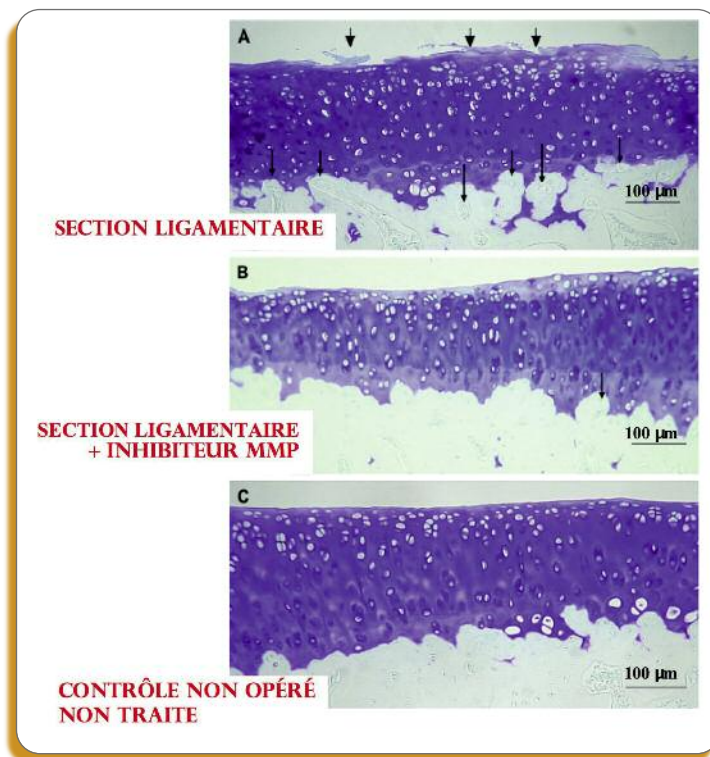 A
100 µm
SECTION LIGAMENTAIRE
B
SECTION LIGAMENTAIRE
+ INHIBITEUR MMP
100 µm
C
100 µm
CONTRÔLE NON OPÉRÉ
NON TRAITE